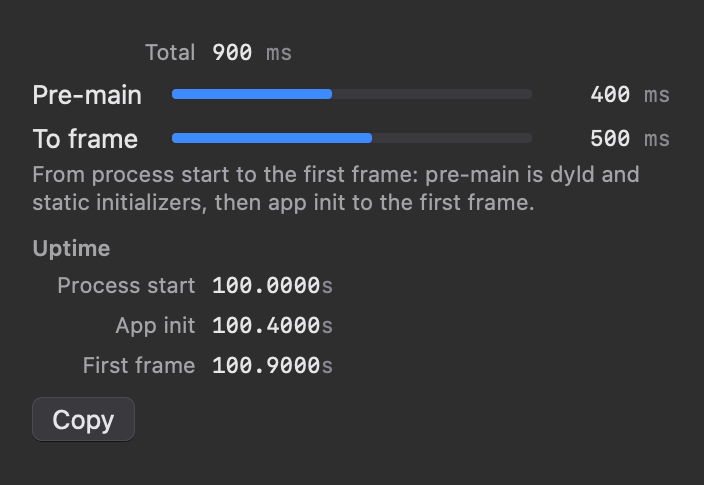 Total 900 ms
Pre-main 400 ms
To frame 500 ms
From process start to the first frame: pre-main is dyld and
static initializers, then app init to the first frame.
Uptime
Process start 100.0000s
App init 100.4000s
First frame 100.9000s
Copy